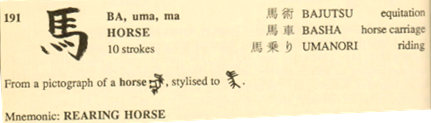 191 馬 BA, uma, ma 馬術 BAJUTSU equitation
HORSE 馬車 BASHA horse carriage
10 strokes 馬乗り UMANORI riding
From a pictograph of a horse , stylised to .
Mnemonic: REARING HORSE